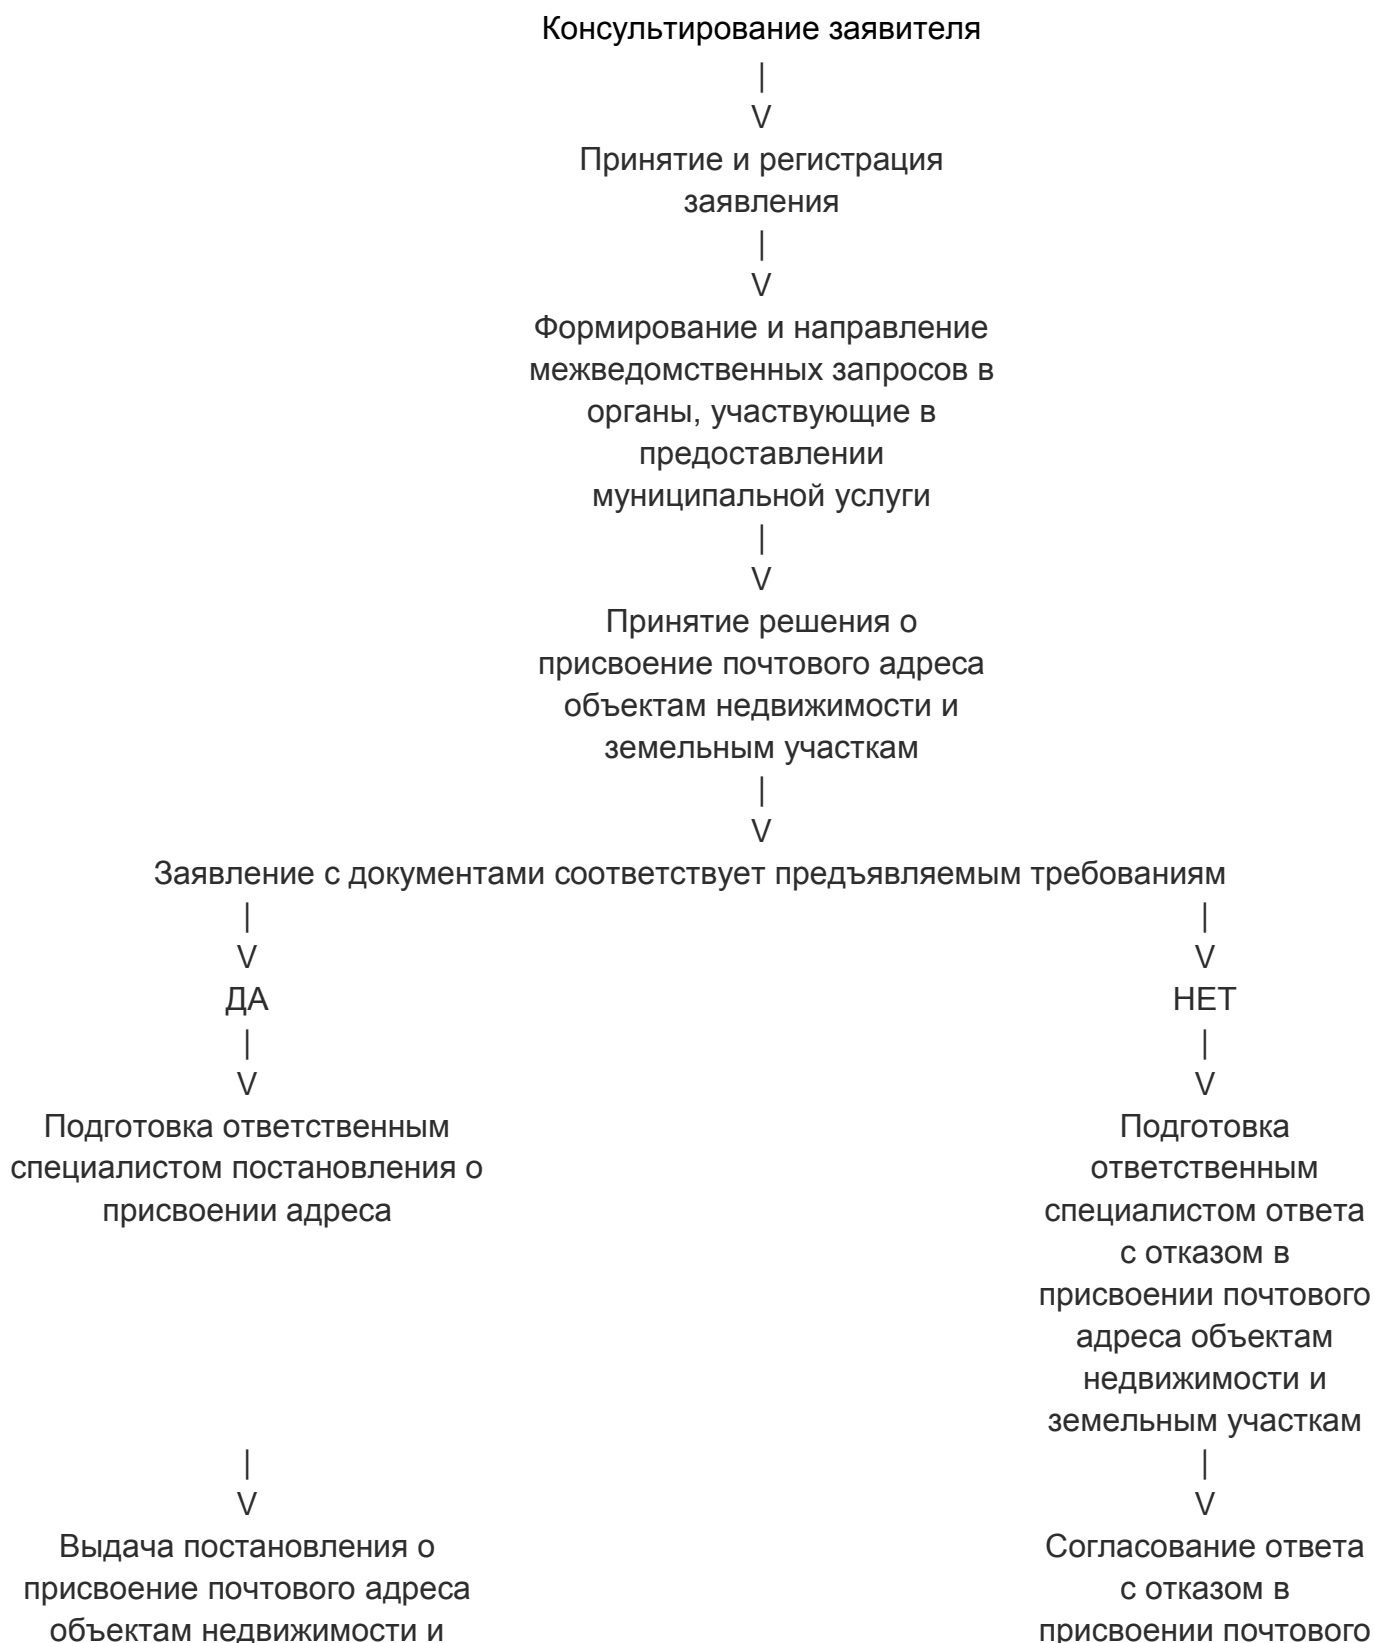 Консультирование заявителя
|
V
Принятие и регистрация
заявления
|
V
Формирование и направление
межведомственных запросов в
органы, участвующие в
предоставлении
муниципальной услуги
|
V
Принятие решения о
присвоение почтового адреса
объектам недвижимости и
земельным участкам
|
V
Заявление с документами соответствует предъявляемым требованиям
|
V
ДА
|
V
Подготовка ответственным
специалистом постановления о
присвоении адреса
|
V
Выдача постановления о
присвоение почтового адреса
объектам недвижимости и
|
V
НЕТ
|
V
Подготовка
ответственным
специалистом ответа
с отказом в
присвоении почтового
адреса объектам
недвижимости и
земельным участкам
|
V
Согласование ответа
с отказом в
присвоении почтового